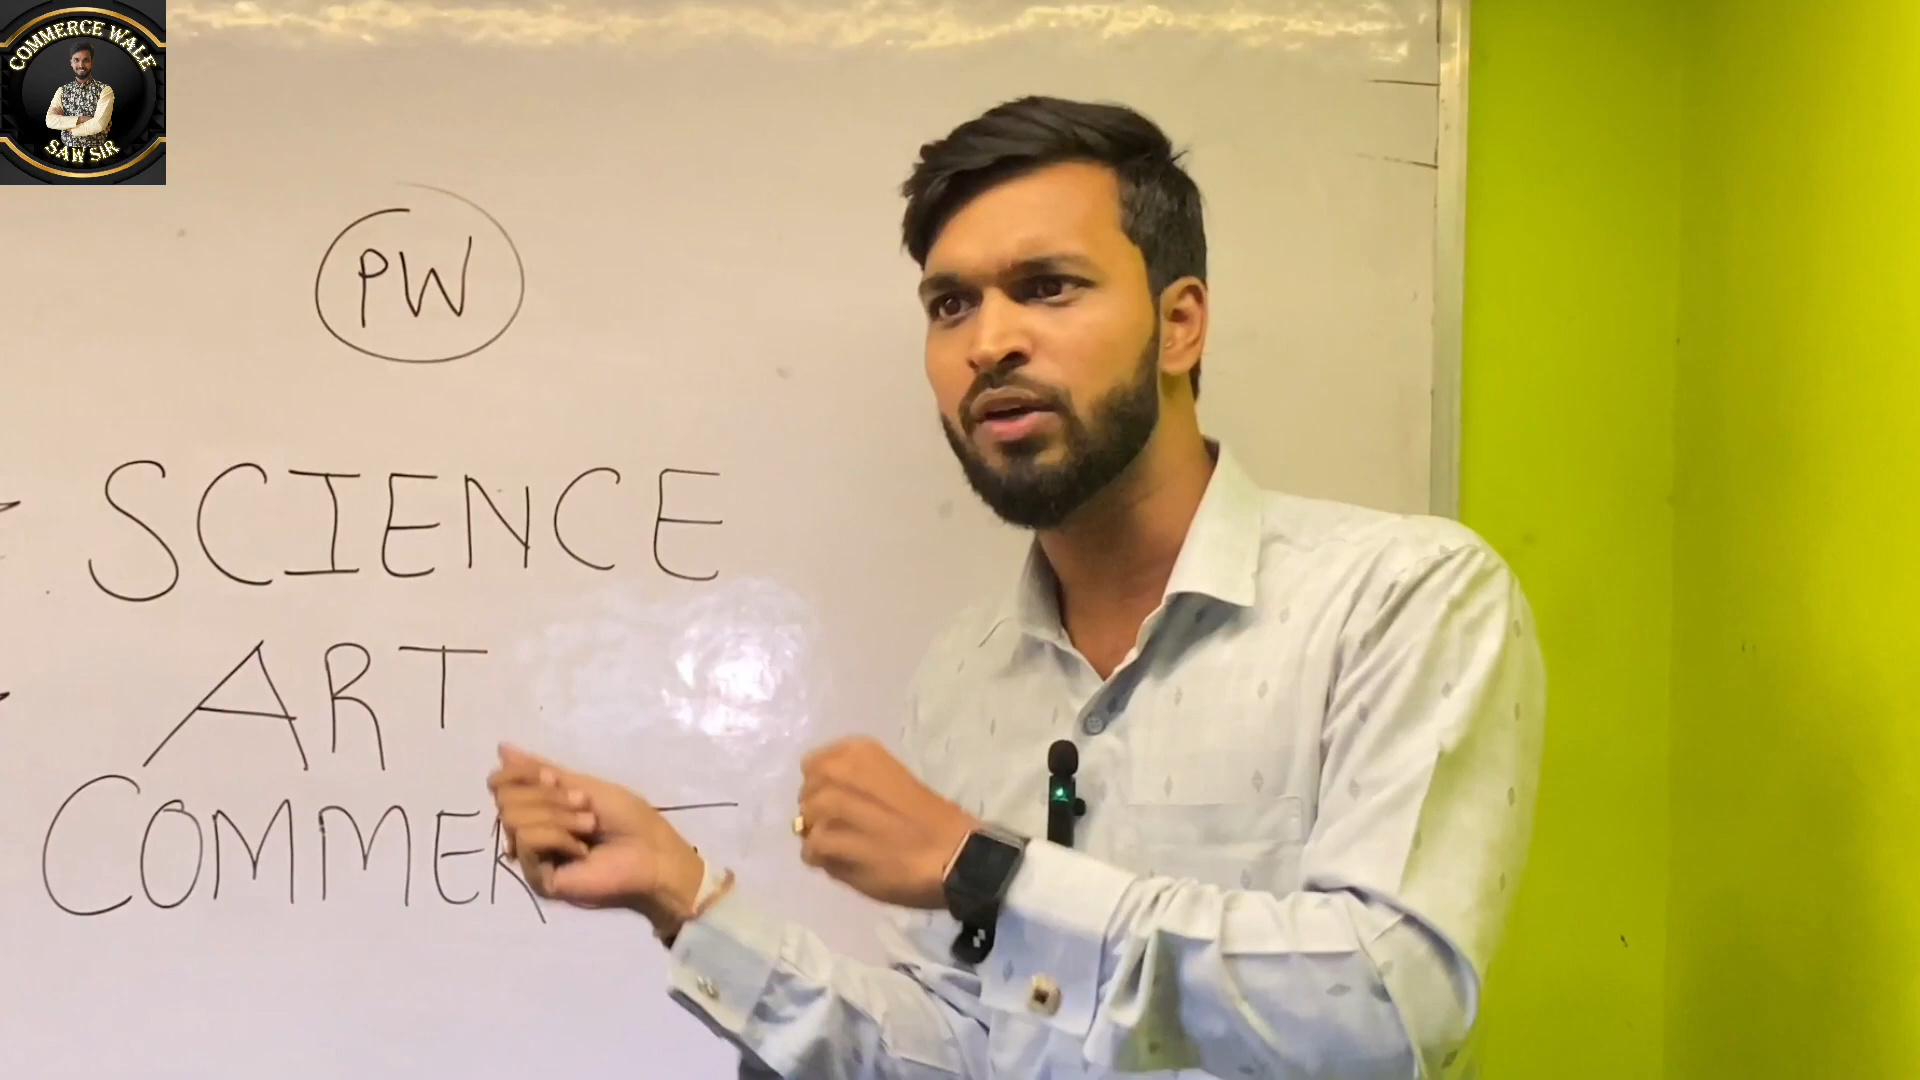 COMMERCE WALE
SAW SIR
PW
SCIENCE
ART
COMMER